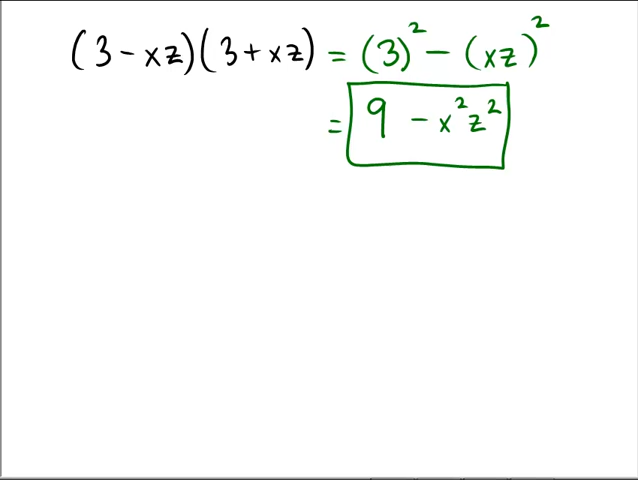 (3 - xz)(3 + xz) = (3)² - (xz)²
= 9 - x²z²